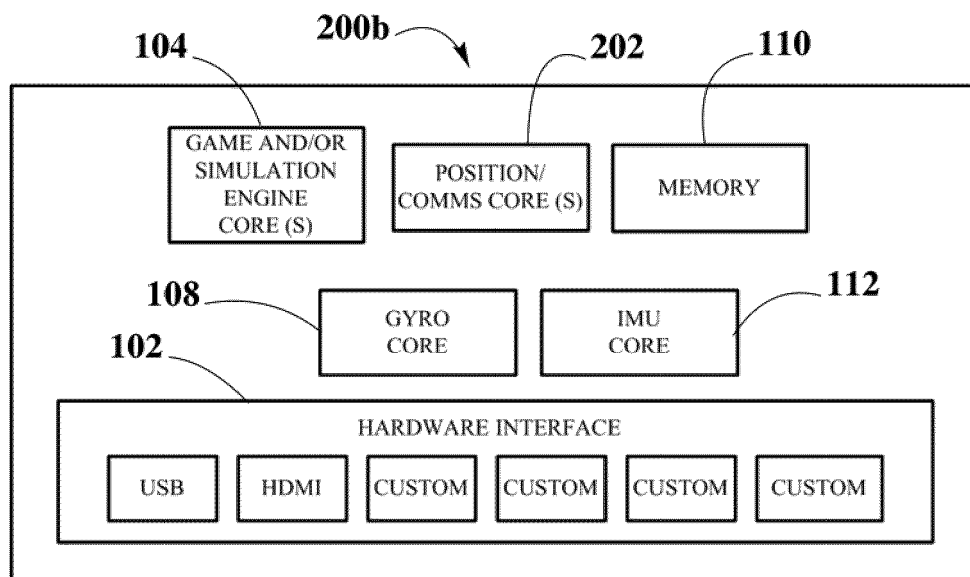 200b
104
202
110
GAME AND/OR
SIMULATION
ENGINE
CORE (S)
POSITION/
COMMS CORE (S)
MEMORY
108
112
GYRO
CORE
IMU
CORE
102
HARDWARE INTERFACE
USB
HDMI
CUSTOM
CUSTOM
CUSTOM
CUSTOM